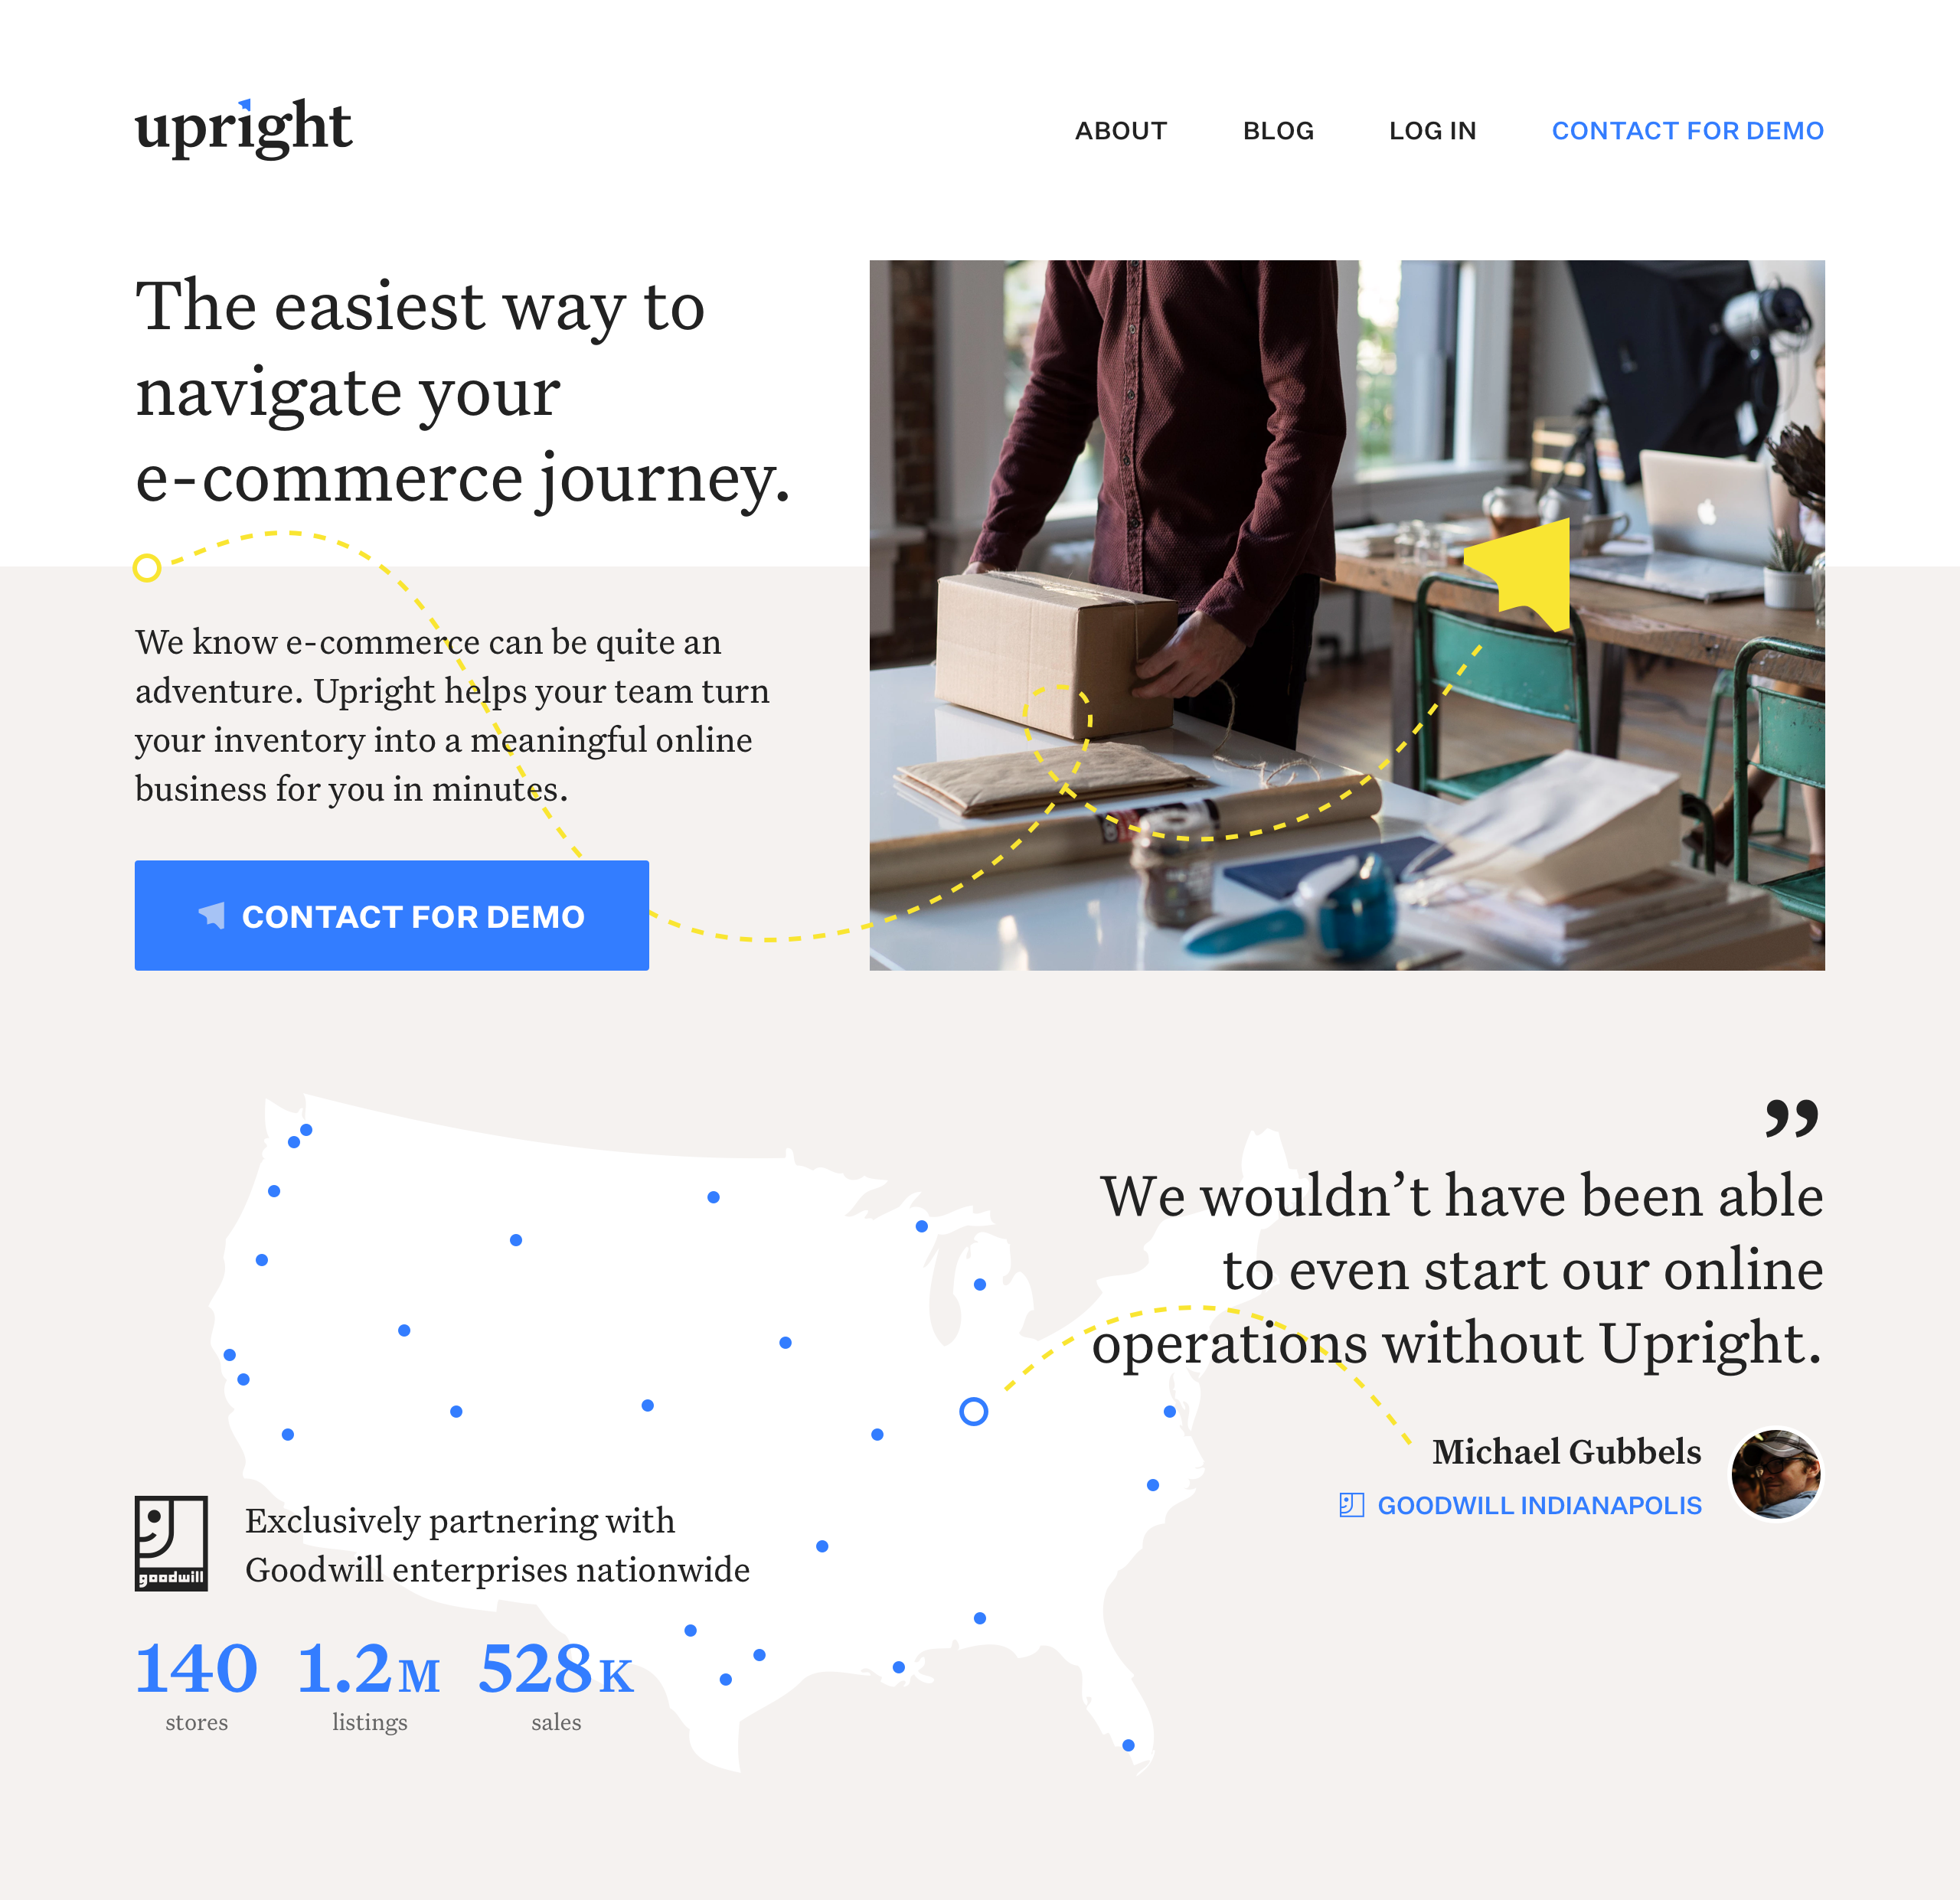 upright
ABOUT BLOG LOG IN CONTACT FOR DEMO
The easiest way to
navigate your
e-commerce journey.
We know e-commerce can be quite an
adventure. Upright helps your team turn
your inventory into a meaningful online
business for you in minutes.
CONTACT FOR DEMO
”
We wouldn’t have been able
to even start our online
operations without Upright.
Michael Gubbels
GOODWILL INDIANAPOLIS
goodwill
Exclusively partnering with
Goodwill enterprises nationwide
140 1.2M 528K
stores listings sales